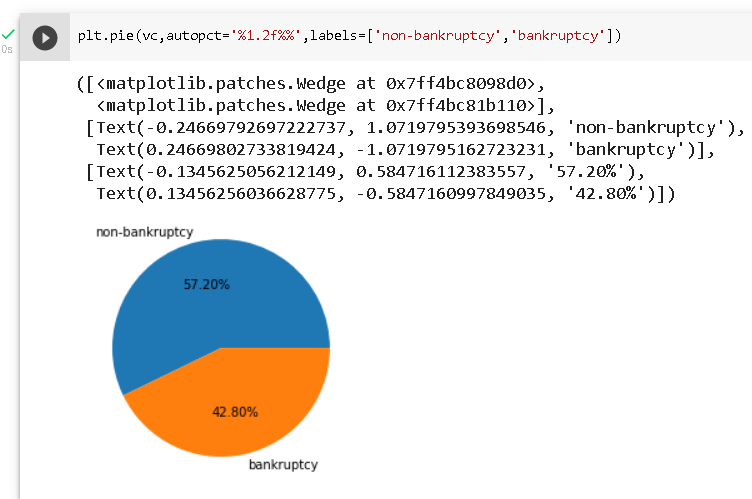 plt.pie(vc,autopct='%1.2f%%',labels=['non-bankruptcy','bankruptcy'])
0s
([<matplotlib.patches.Wedge at 0x7ff4bc8098d0>,
<matplotlib.patches.Wedge at 0x7ff4bc81b110>],
[Text(-0.24669792697222737, 1.0719795393698546, 'non-bankruptcy'),
Text(0.24669802733819424, -1.0719795162723231, 'bankruptcy')],
[Text(-0.1345625056212149, 0.584716112383557, '57.20%'),
Text(0.13456256036628775, -0.5847160997849035, '42.80%')])
non-bankruptcy
57.20%
42.80%
bankruptcy